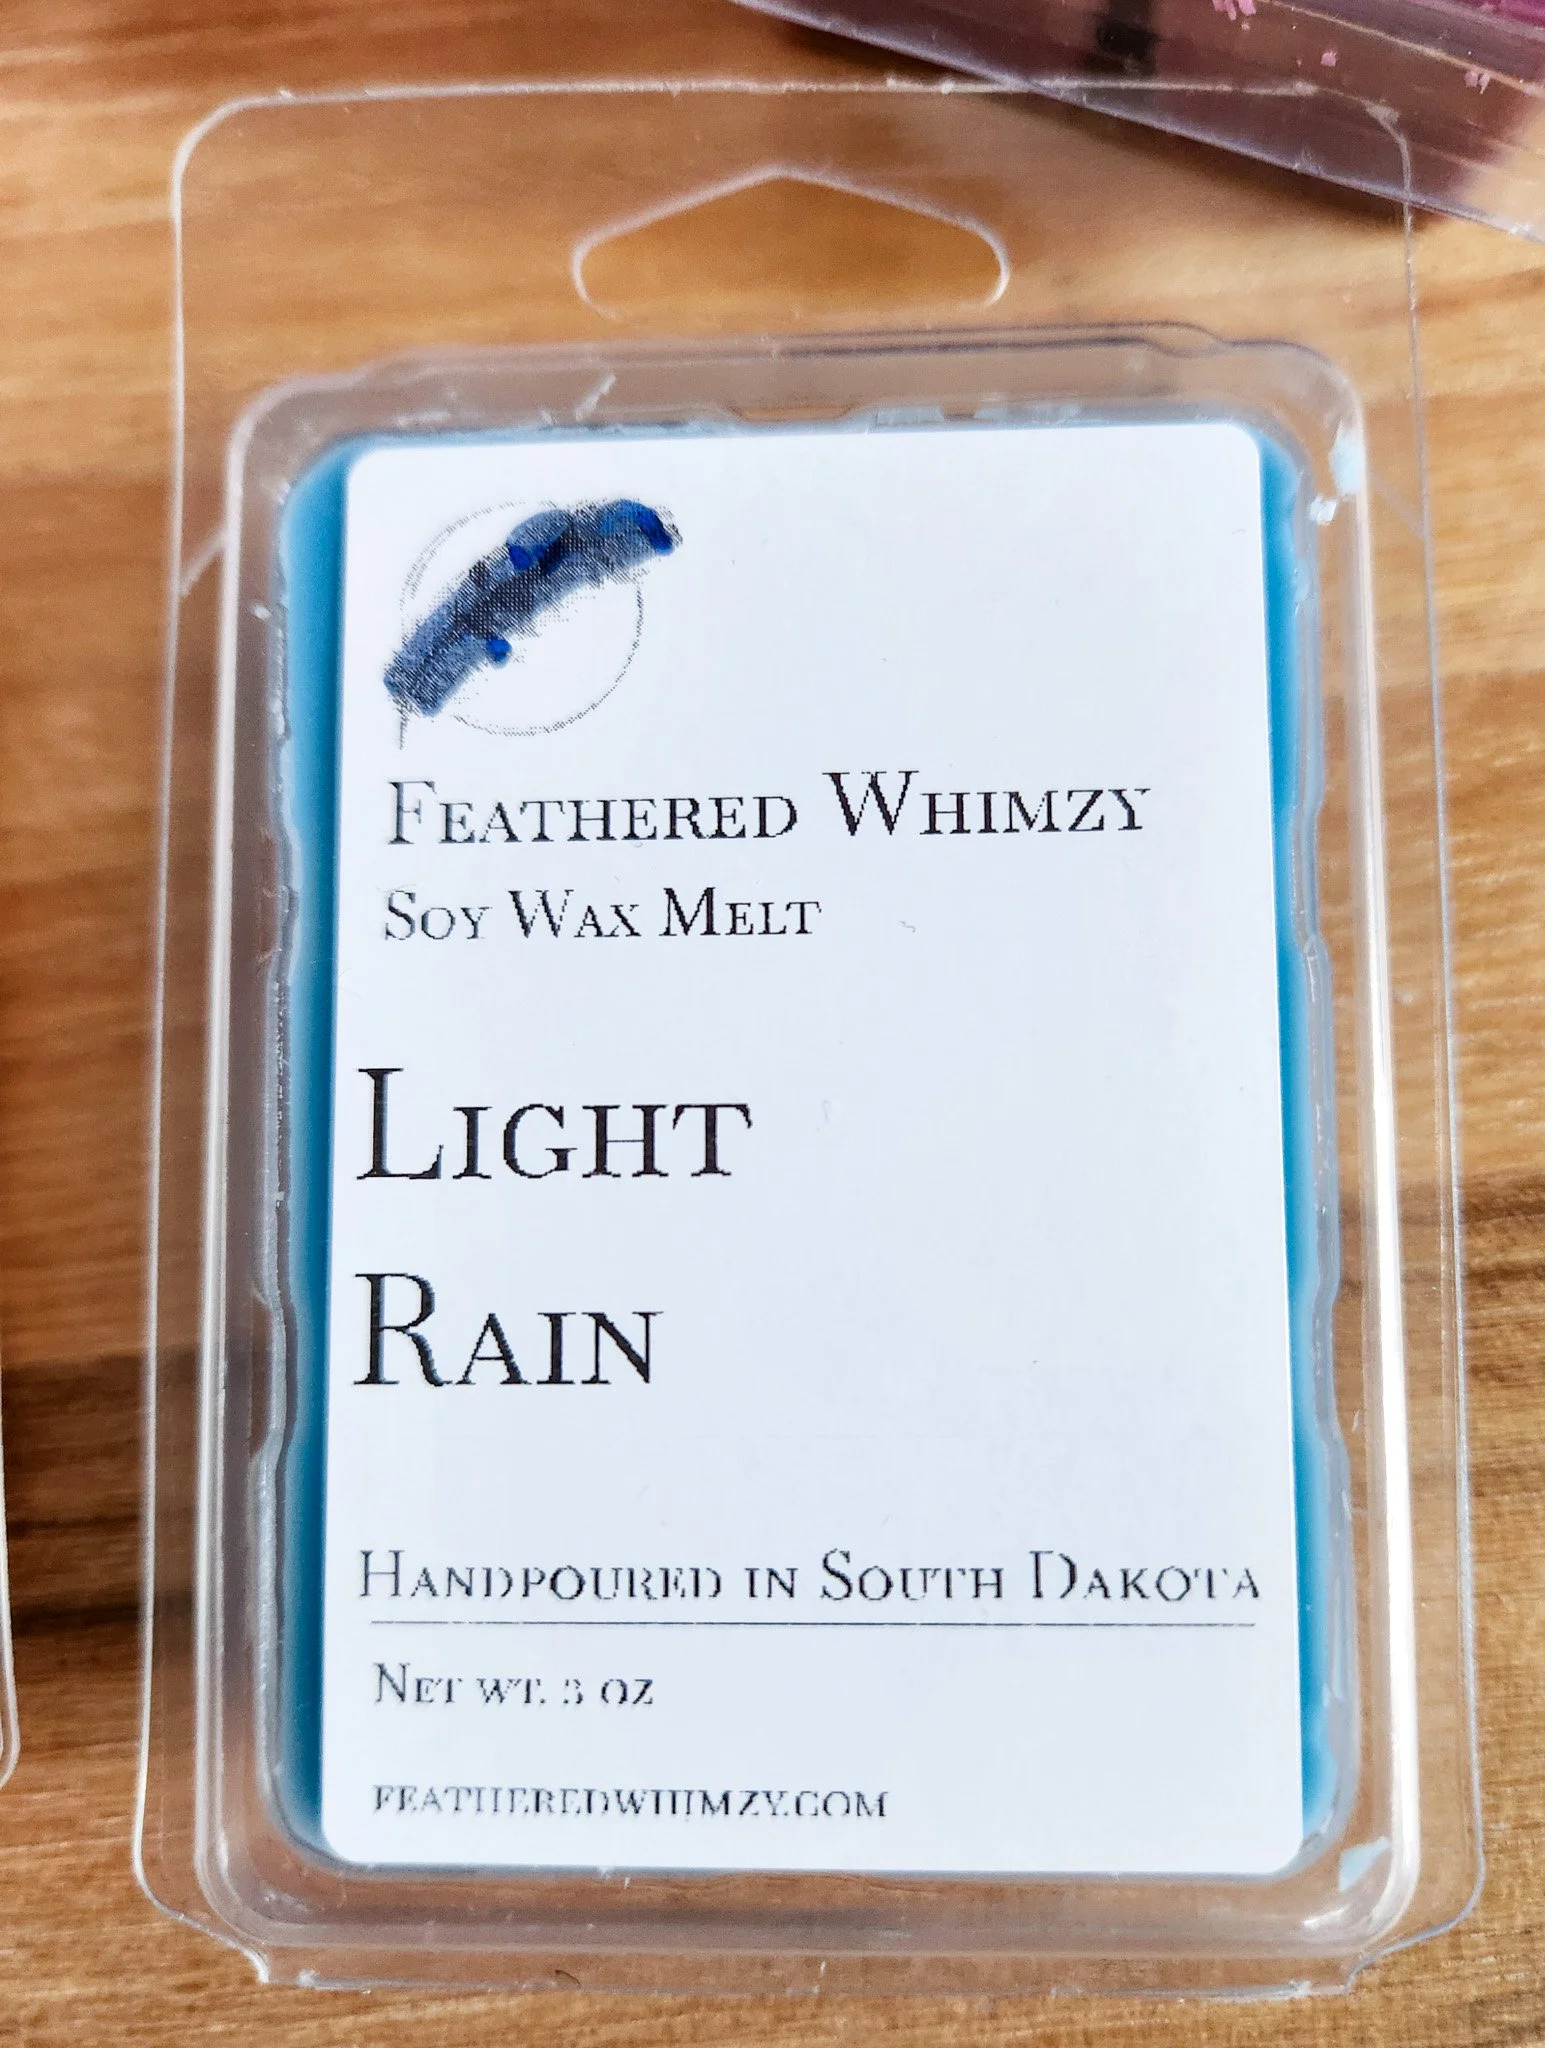 Feathered Whimzy
Soy Wax Melt
Light
Rain
Handpoured in South Dakota
Net wt. 3 oz
featheredwhimzy.com